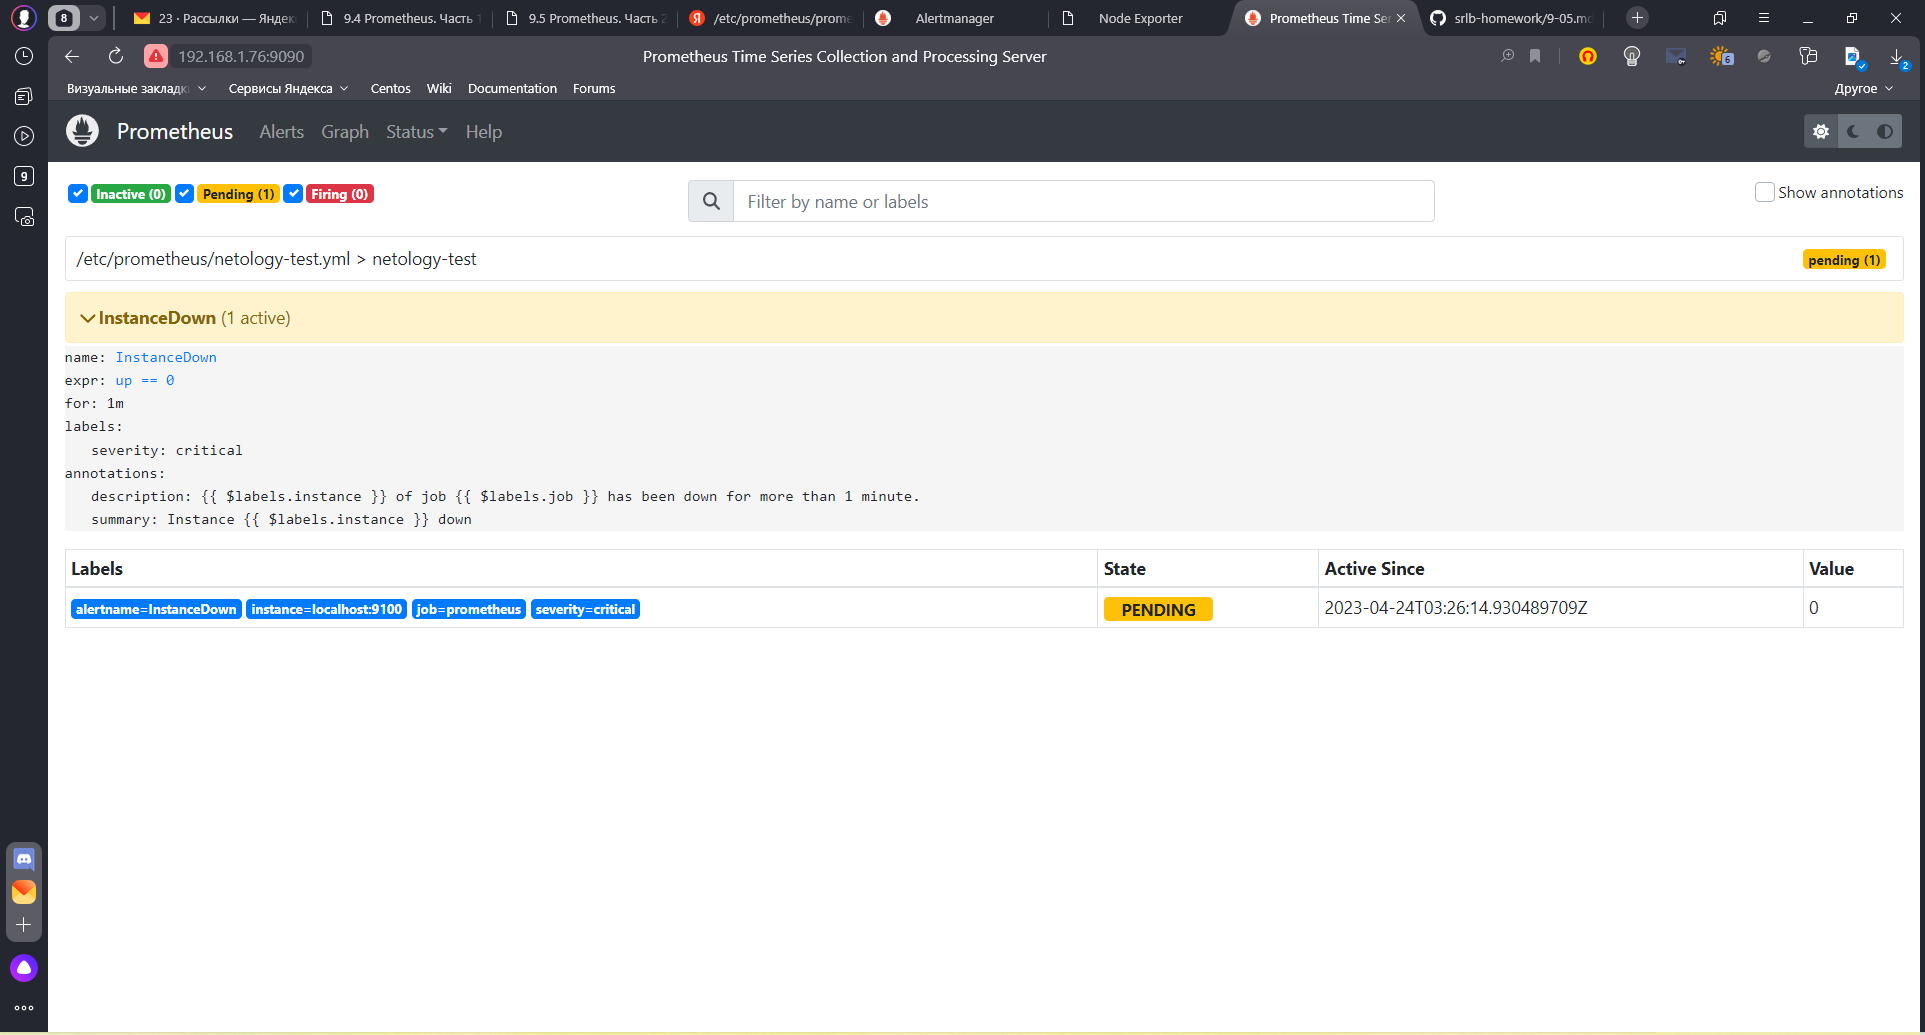 8
23 · Рассылки — Яндекс
9.4 Prometheus. Часть 1
9.5 Prometheus. Часть 2
/etc/prometheus/prome
Alertmanager
Node Exporter
Prometheus Time Ser
srlb-homework/9-05.md
192.168.1.76:9090
Prometheus Time Series Collection and Processing Server
6
2
Визуальные закладки
Сервисы Яндекса
Centos
Wiki
Documentation
Forums
Другое
9
Prometheus
Alerts
Graph
Status
Help
Inactive (0)
Pending (1)
Firing (0)
Filter by name or labels
Show annotations
/etc/prometheus/netology-test.yml > netology-test
pending (1)
InstanceDown (1 active)
name: InstanceDown
expr: up == 0
for: 1m
labels:
severity: critical
annotations:
description: {{ $labels.instance }} of job {{ $labels.job }} has been down for more than 1 minute.
summary: Instance {{ $labels.instance }} down
Labels State Active Since Value
alertname=InstanceDown instance=localhost:9100 job=prometheus severity=critical PENDING 2023-04-24T03:26:14.930489709Z 0